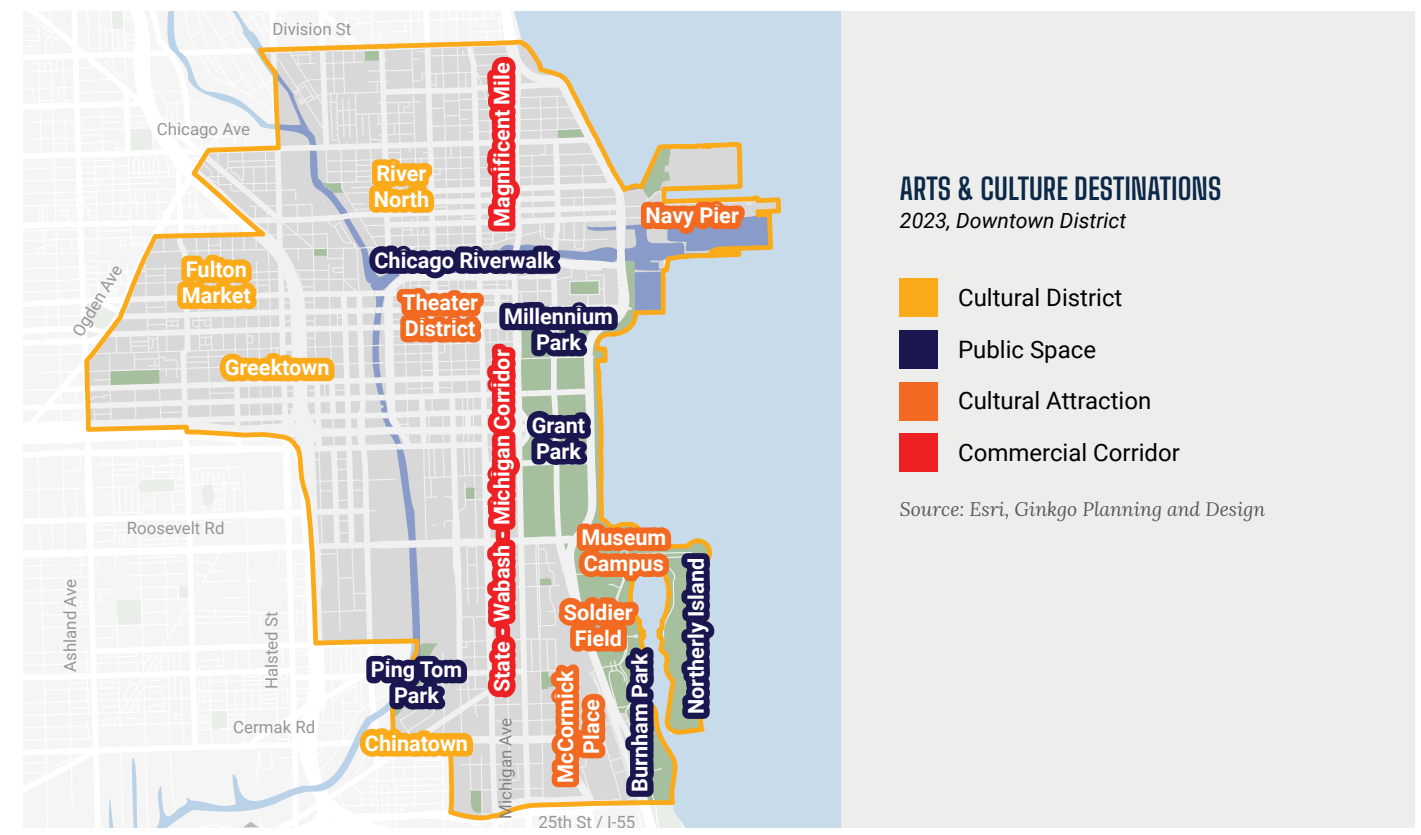 Division St
Chicago Ave
Magnificent Mile
River
North
Navy Pier
Chicago Riverwalk
Fulton
Market
Ogden Ave
Theater
District
Millennium
Park
Greektown
State - Wabash - Michigan Corridor
Grant
Park
Roosevelt Rd
Museum
Campus
Northerly Island
Soldier
Field
Ashland Ave
Halsted St
Ping Tom
Park
Burnham Park
McCormick
Place
Cermak Rd
Chinatown
Michigan Ave
25th St / I-55
ARTS & CULTURE DESTINATIONS
2023, Downtown District
Cultural District
Public Space
Cultural Attraction
Commercial Corridor
Source: Esri, Ginkgo Planning and Design